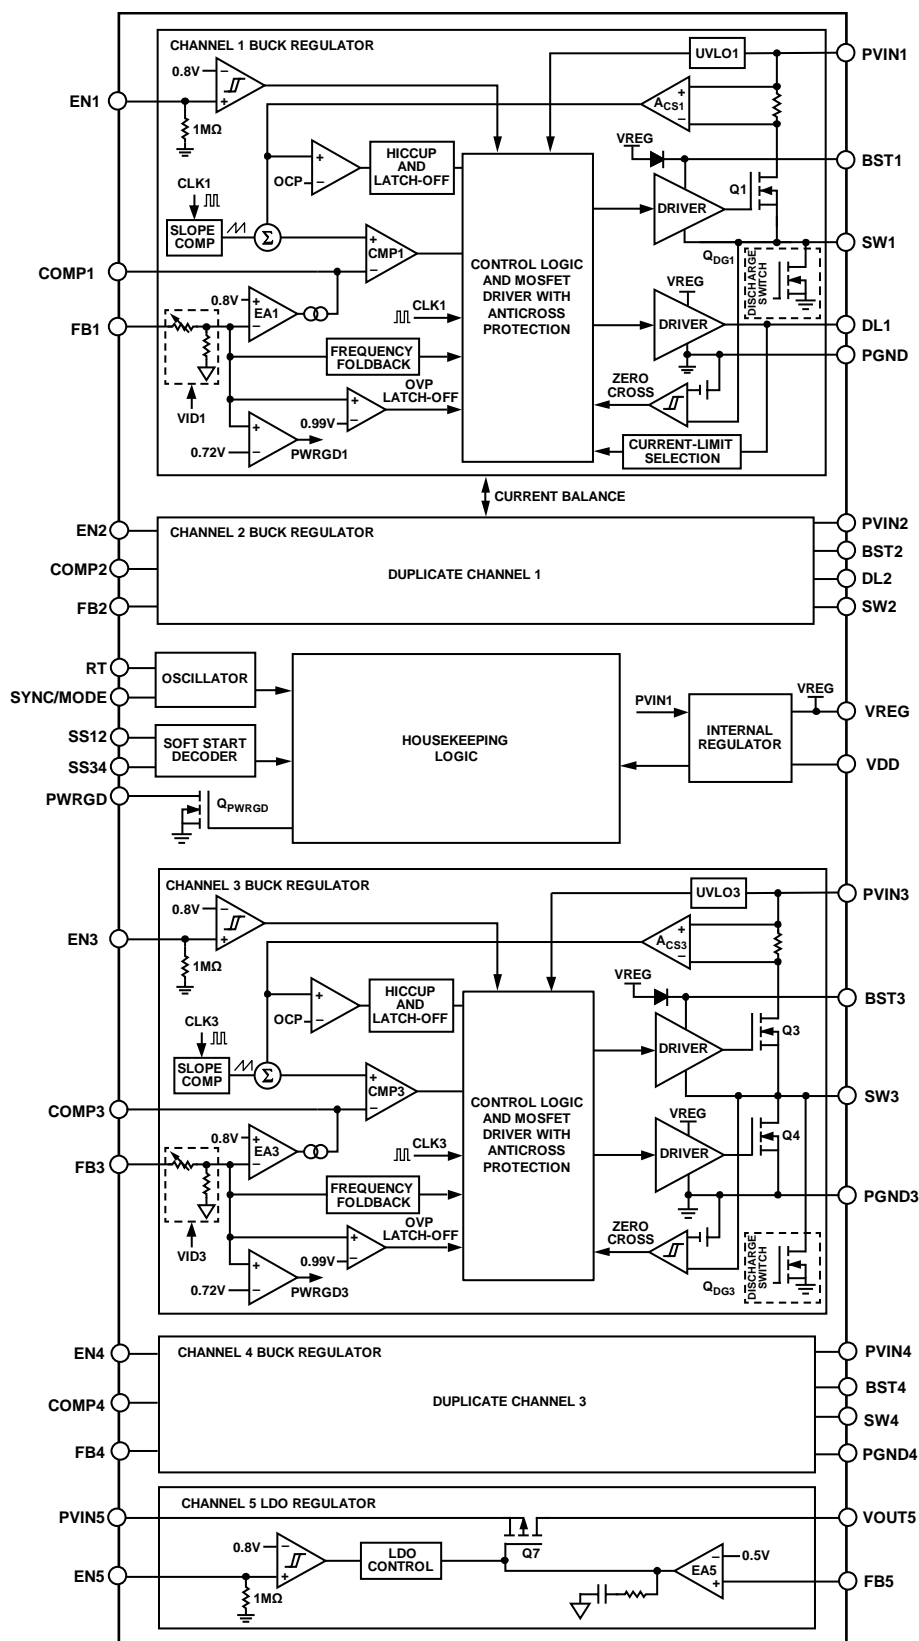 CHANNEL 1 BUCK REGULATOR
UVLO1
PVIN1
0.8V
−
+
EN1
1MΩ
ACS1
+
−
VREG
BST1
HICCUP
AND
LATCH-OFF
+
OCP
−
Q1
CLK1
DRIVER
SLOPE
COMP
Σ
+
CMP1
−
SW1
QDG1
CONTROL LOGIC
AND MOSFET
DRIVER WITH
ANTICROSS
PROTECTION
DISCHARGE
SWITCH
COMP1
0.8V
+
EA1
−
CLK1
VREG
DRIVER
FB1
DL1
FREQUENCY
FOLDBACK
PGND
VID1
OVP
LATCH-OFF
ZERO
CROSS
+
−
0.99V
+
−
0.72V
PWRGD1
CURRENT-LIMIT
SELECTION
CURRENT BALANCE
EN2
COMP2
FB2
CHANNEL 2 BUCK REGULATOR
DUPLICATE CHANNEL 1
PVIN2
BST2
DL2
SW2
RT
SYNC/MODE
OSCILLATOR
SS12
SS34
SOFT START
DECODER
PWRGD
QPWRGD
HOUSEKEEPING
LOGIC
PVIN1
INTERNAL
REGULATOR
VREG
VREG
VDD
CHANNEL 3 BUCK REGULATOR
UVLO3
PVIN3
0.8V
−
+
EN3
1MΩ
ACS3
+
−
VREG
BST3
HICCUP
AND
LATCH-OFF
+
OCP
−
Q3
CLK3
DRIVER
SLOPE
COMP
Σ
+
CMP3
−
SW3
CONTROL LOGIC
AND MOSFET
DRIVER WITH
ANTICROSS
PROTECTION
COMP3
0.8V
+
EA3
−
CLK3
VREG
DRIVER
Q4
FB3
FREQUENCY
FOLDBACK
PGND3
VID3
OVP
LATCH-OFF
ZERO
CROSS
+
−
0.99V
+
−
0.72V
PWRGD3
QDG3
DISCHARGE
SWITCH
EN4
COMP4
FB4
CHANNEL 4 BUCK REGULATOR
DUPLICATE CHANNEL 3
PVIN4
BST4
SW4
PGND4
CHANNEL 5 LDO REGULATOR
PVIN5
VOUT5
Q7
0.8V
−
+
EN5
1MΩ
LDO
CONTROL
EA5
−
+
0.5V
FB5